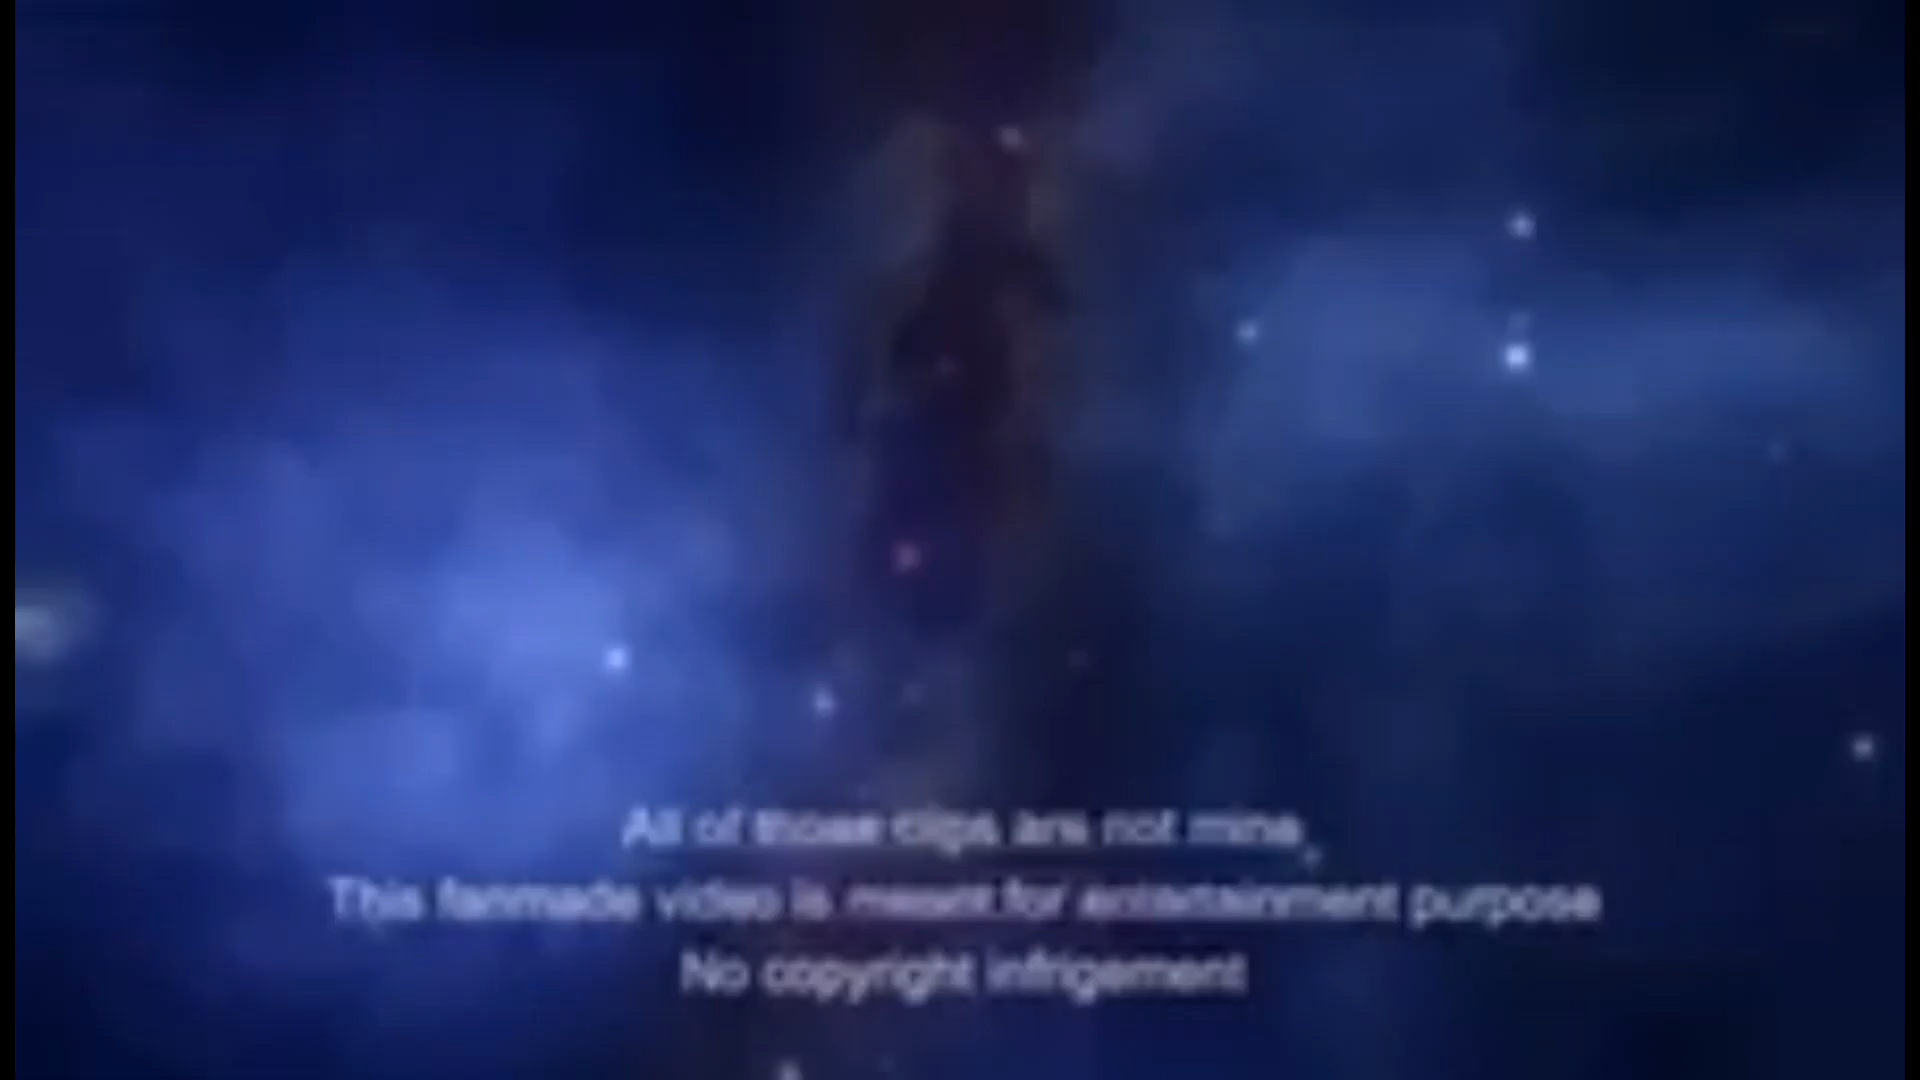 All of those clips are not mine,
This fanmade video is meant for entertainment purpose
No copyright infrigement